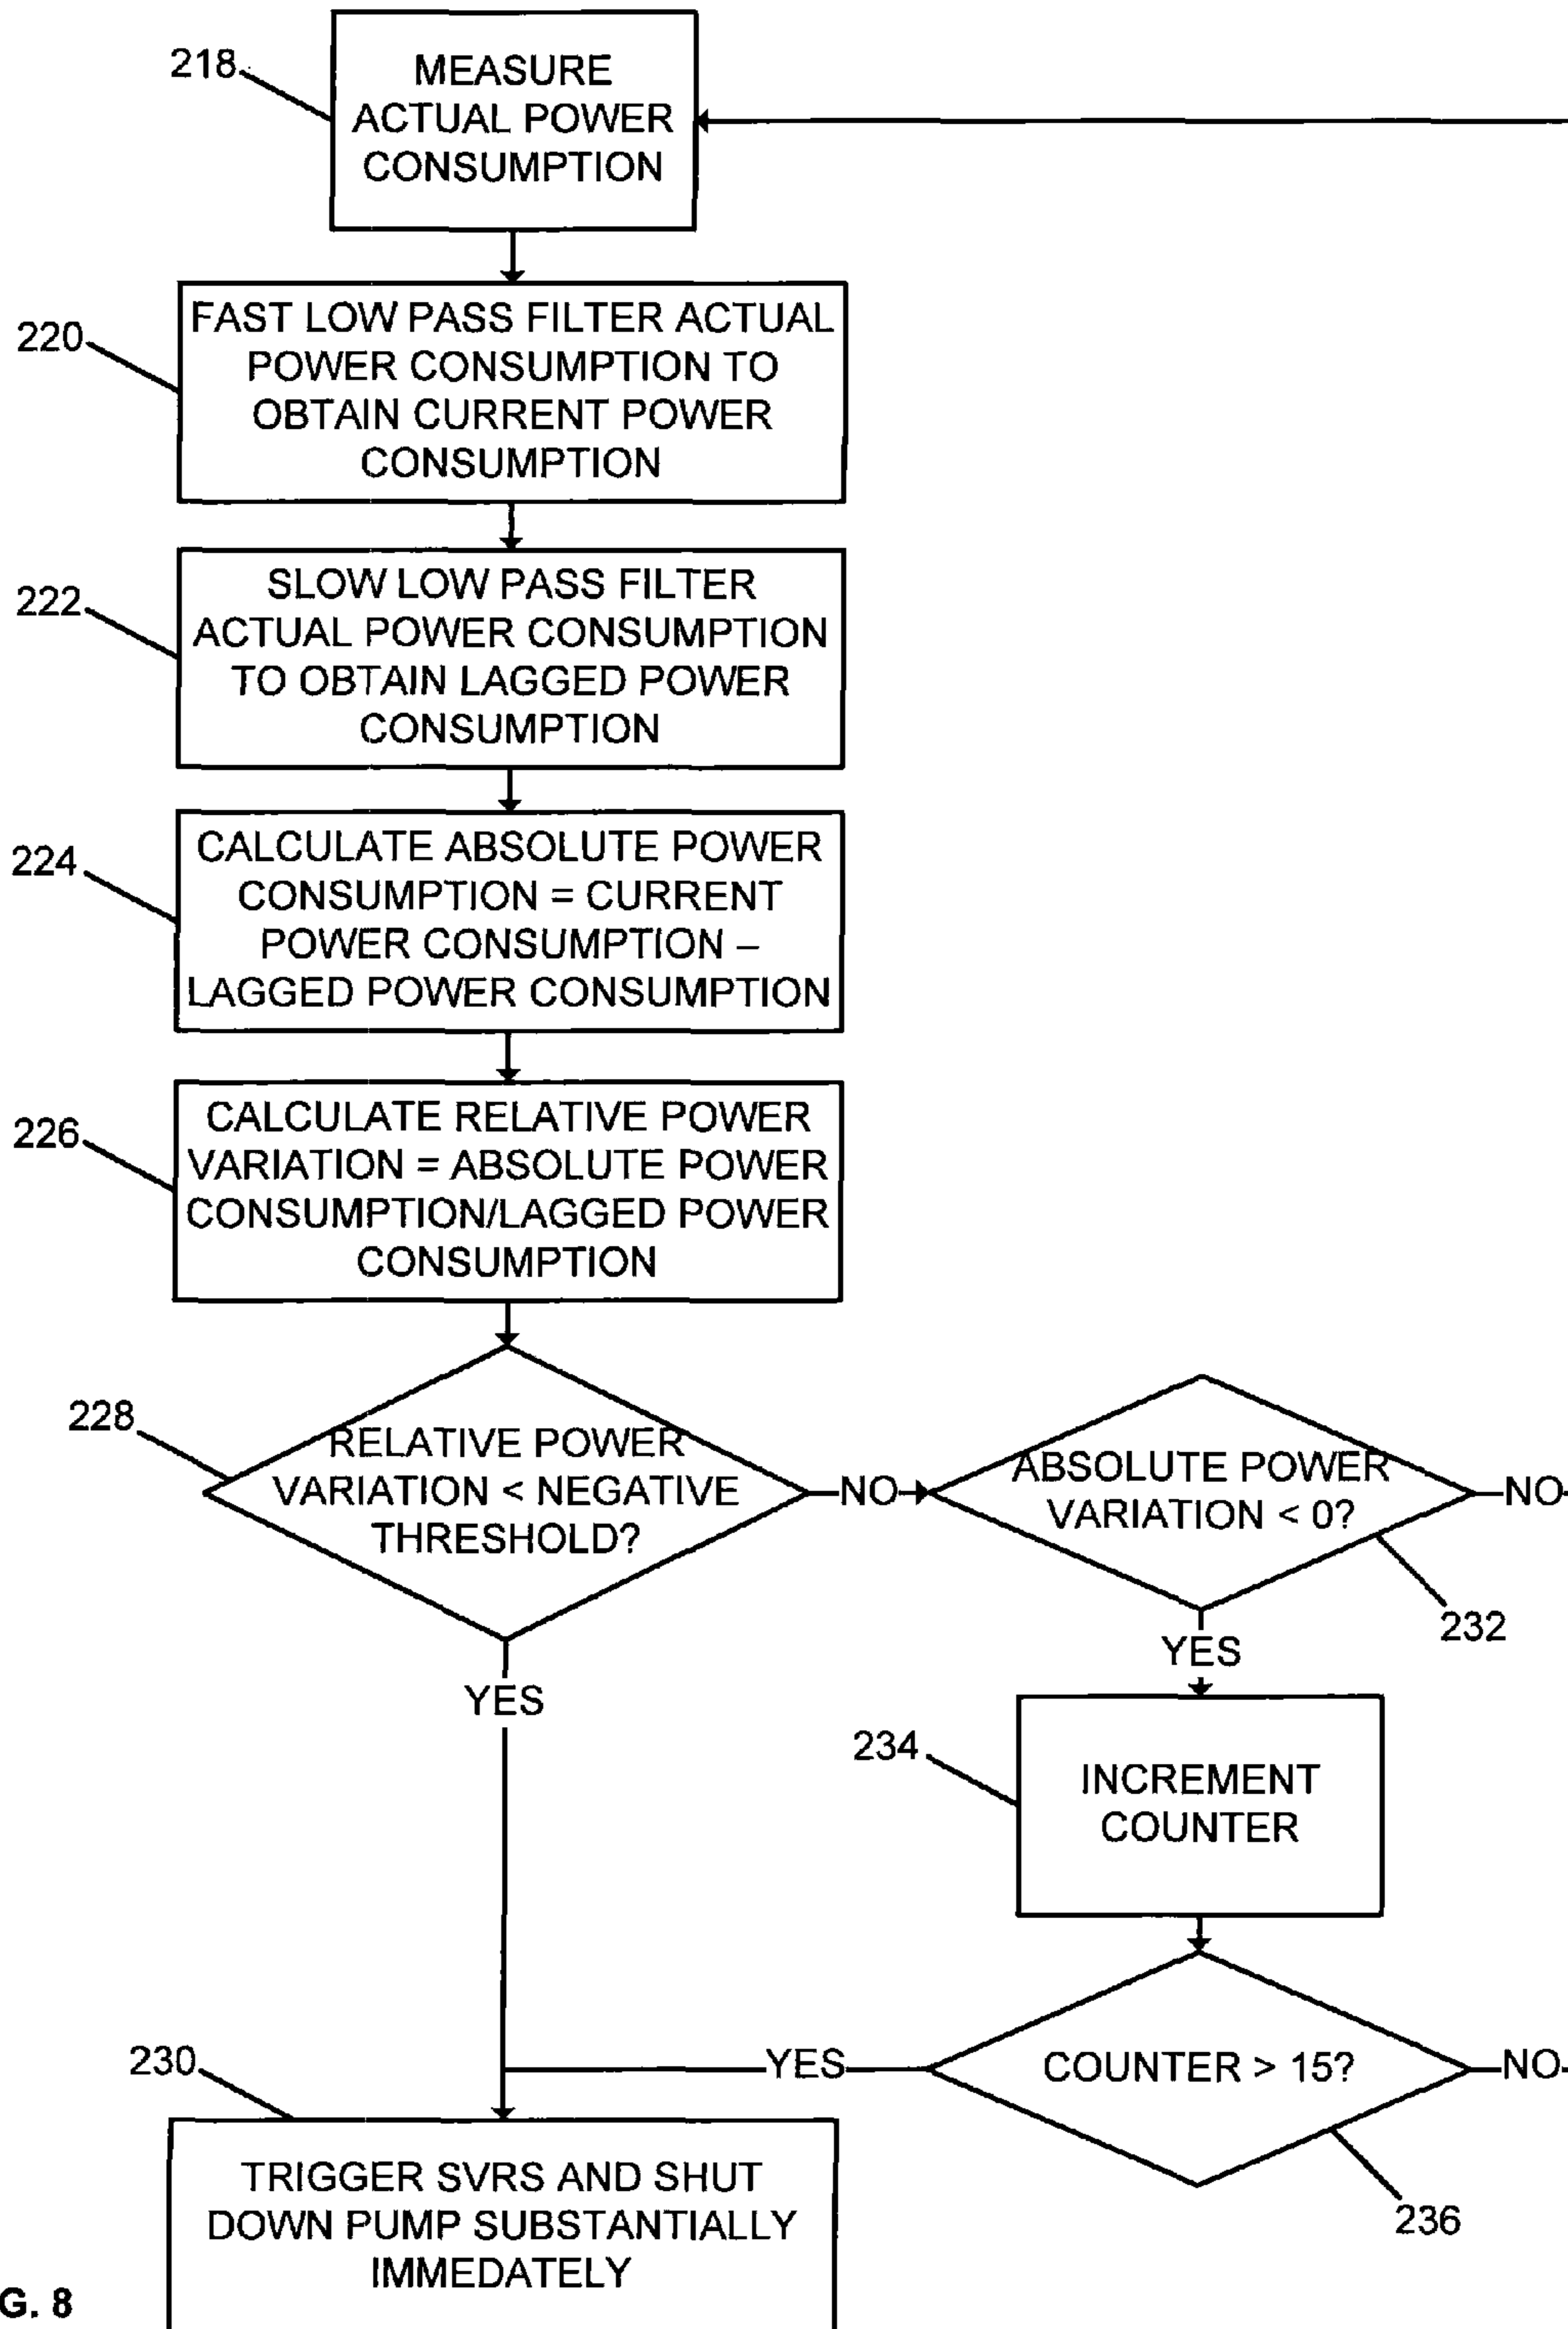 218
MEASURE
ACTUAL POWER
CONSUMPTION
220
FAST LOW PASS FILTER ACTUAL
POWER CONSUMPTION TO
OBTAIN CURRENT POWER
CONSUMPTION
222
SLOW LOW PASS FILTER
ACTUAL POWER CONSUMPTION
TO OBTAIN LAGGED POWER
CONSUMPTION
224
CALCULATE ABSOLUTE POWER
CONSUMPTION = CURRENT
POWER CONSUMPTION –
LAGGED POWER CONSUMPTION
226
CALCULATE RELATIVE POWER
VARIATION = ABSOLUTE POWER
CONSUMPTION/LAGGED POWER
CONSUMPTION
228
RELATIVE POWER
VARIATION < NEGATIVE
THRESHOLD?
NO
ABSOLUTE POWER
VARIATION < 0?
NO
232
YES
YES
234
INCREMENT
COUNTER
230
YES
COUNTER > 15?
NO
TRIGGER SVRS AND SHUT
DOWN PUMP SUBSTANTIALLY
IMMEDATELY
236
G. 8